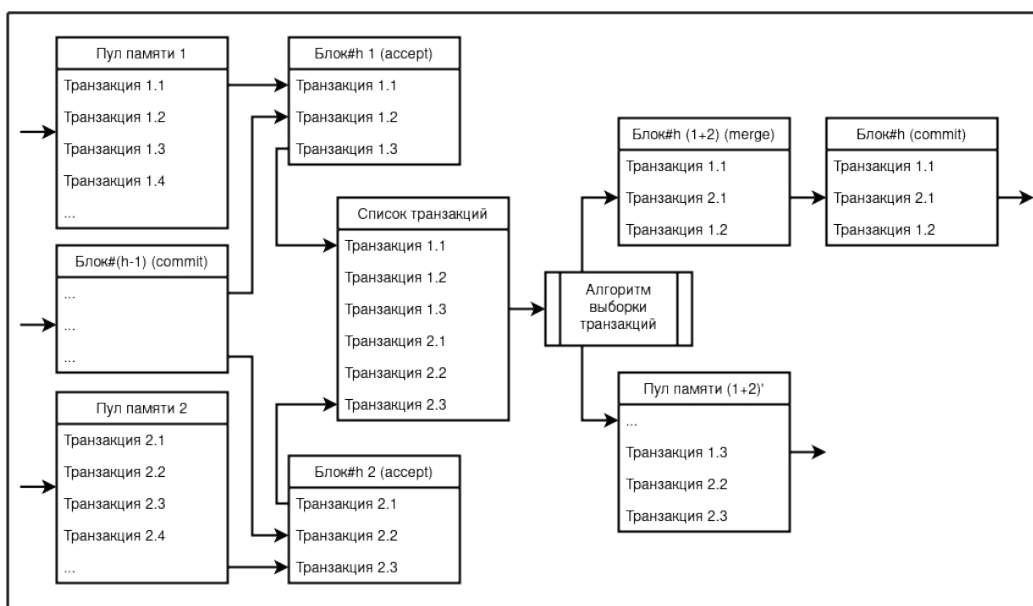 Пул памяти 1
Транзакция 1.1
Транзакция 1.2
Транзакция 1.3
Транзакция 1.4
...
Блок#(h-1) (commit)
...
...
...
Пул памяти 2
Транзакция 2.1
Транзакция 2.2
Транзакция 2.3
Транзакция 2.4
...
Блок#h 1 (accept)
Транзакция 1.1
Транзакция 1.2
Транзакция 1.3
Список транзакций
Транзакция 1.1
Транзакция 1.2
Транзакция 1.3
Транзакция 2.1
Транзакция 2.2
Транзакция 2.3
Блок#h 2 (accept)
Транзакция 2.1
Транзакция 2.2
Транзакция 2.3
Алгоритм
выборки
транзакций
Блок#h (1+2) (merge)
Транзакция 1.1
Транзакция 2.1
Транзакция 1.2
Блок#h (commit)
Транзакция 1.1
Транзакция 2.1
Транзакция 1.2
Пул памяти (1+2)'
...
Транзакция 1.3
Транзакция 2.2
Транзакция 2.3